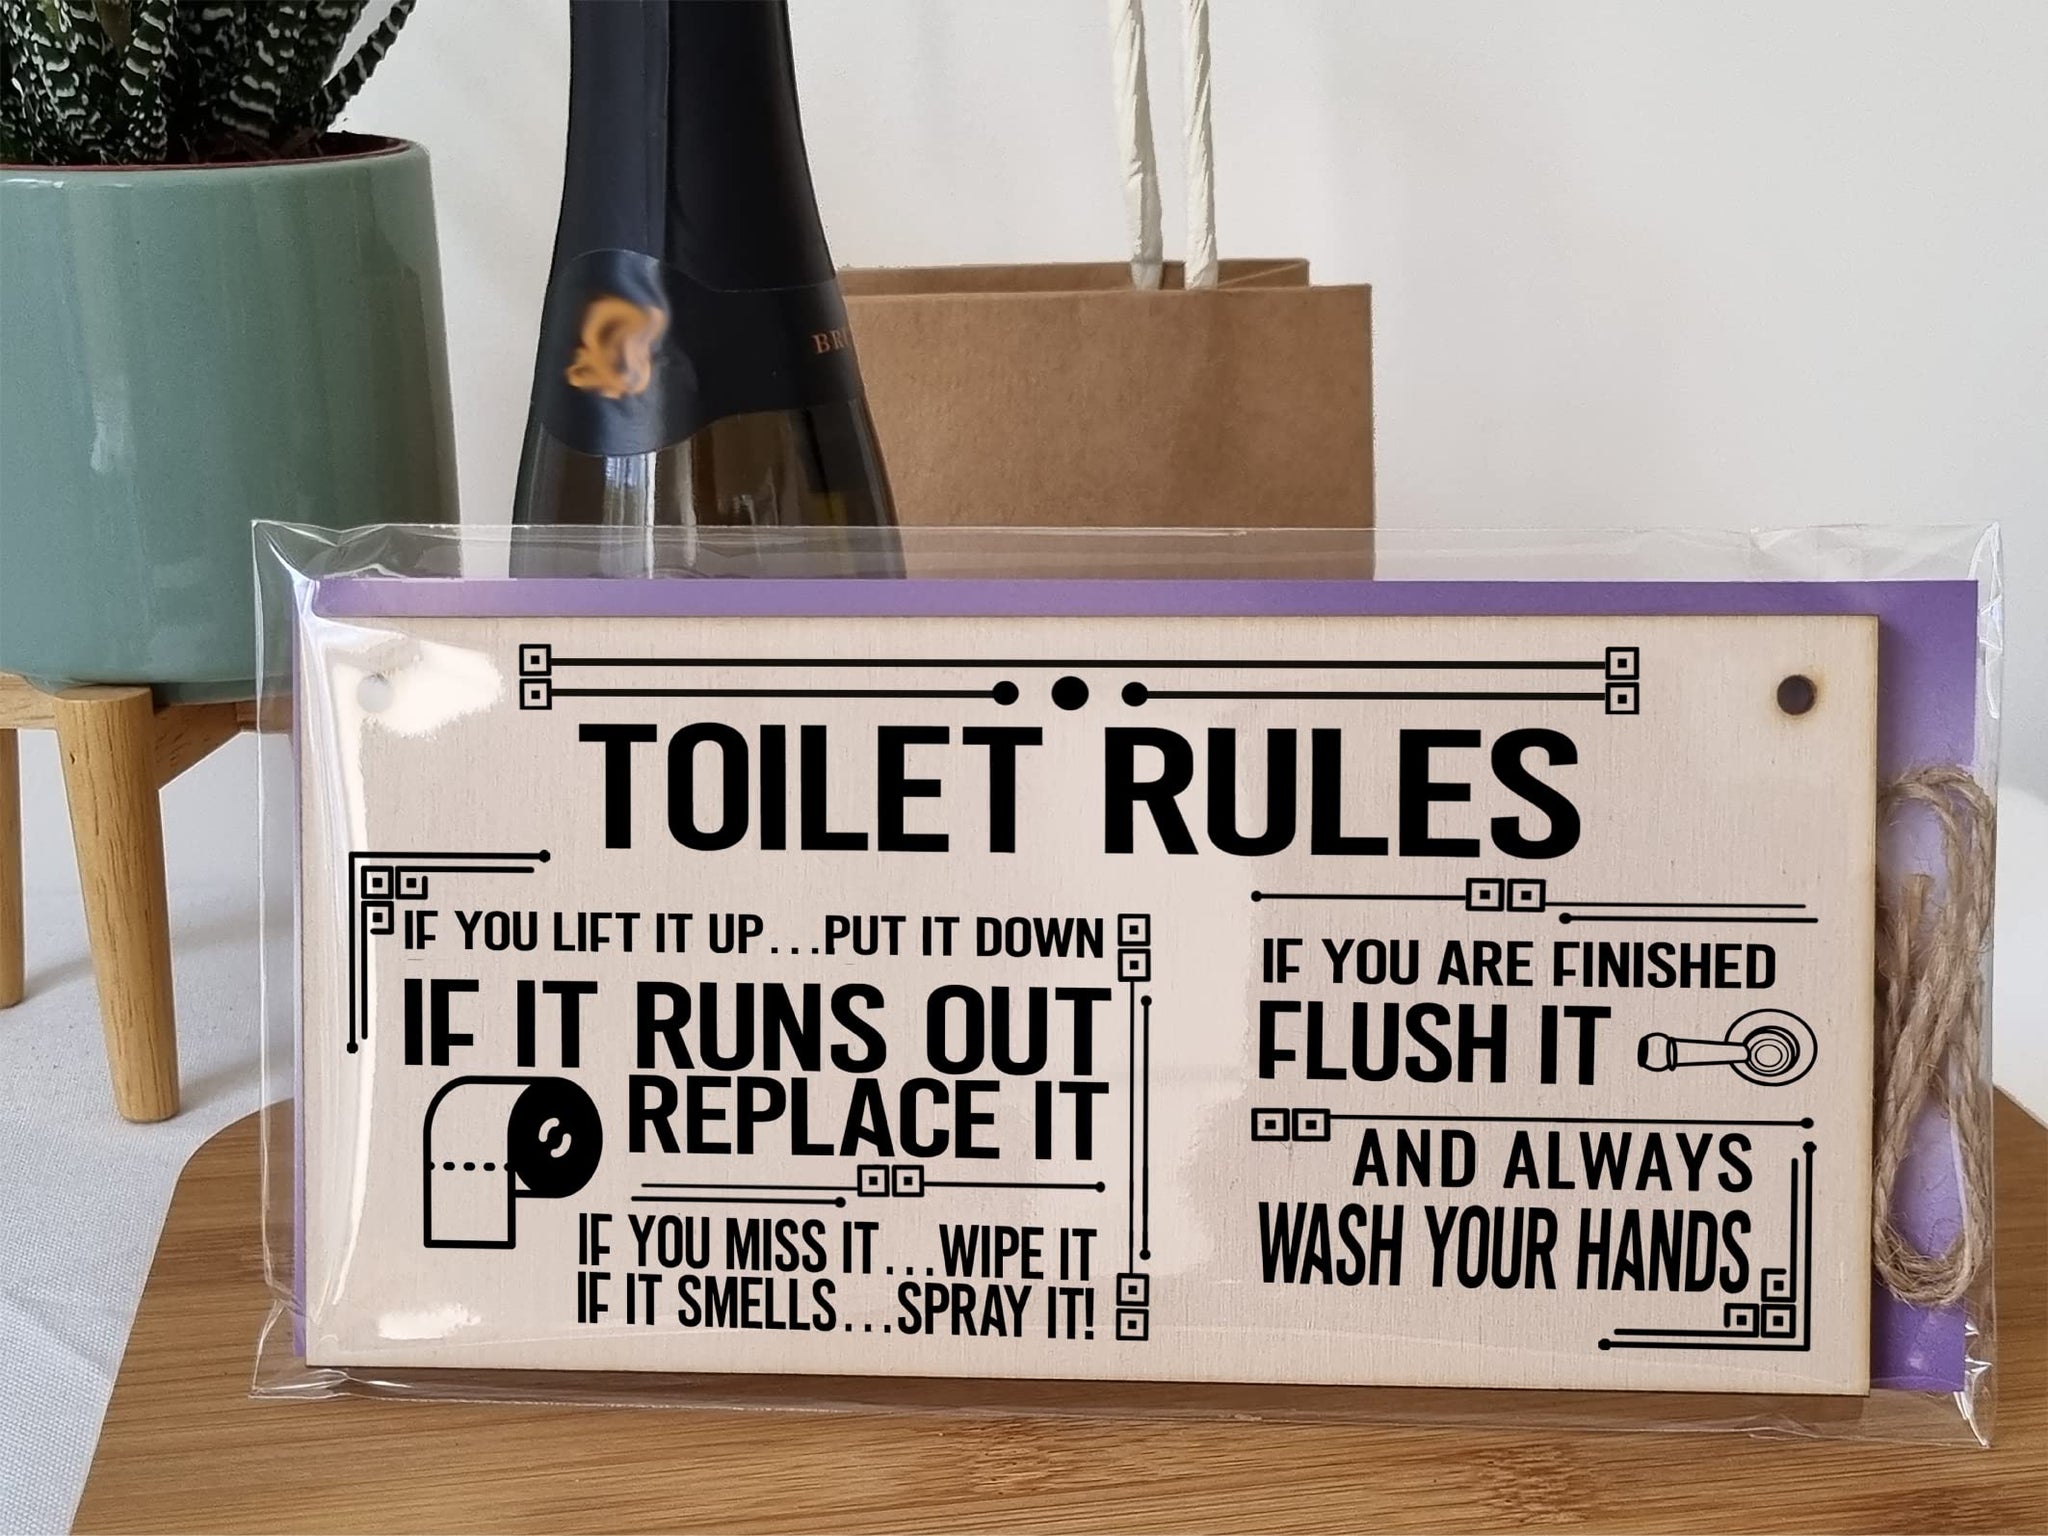 TOILET RULES
IF YOU LIFT IT UP...PUT IT DOWN
IF IT RUNS OUT
REPLACE IT
IF YOU MISS IT...WIPE IT
IF IT SMELLS...SPRAY IT!
IF YOU ARE FINISHED
FLUSH IT
AND ALWAYS
WASH YOUR HANDS